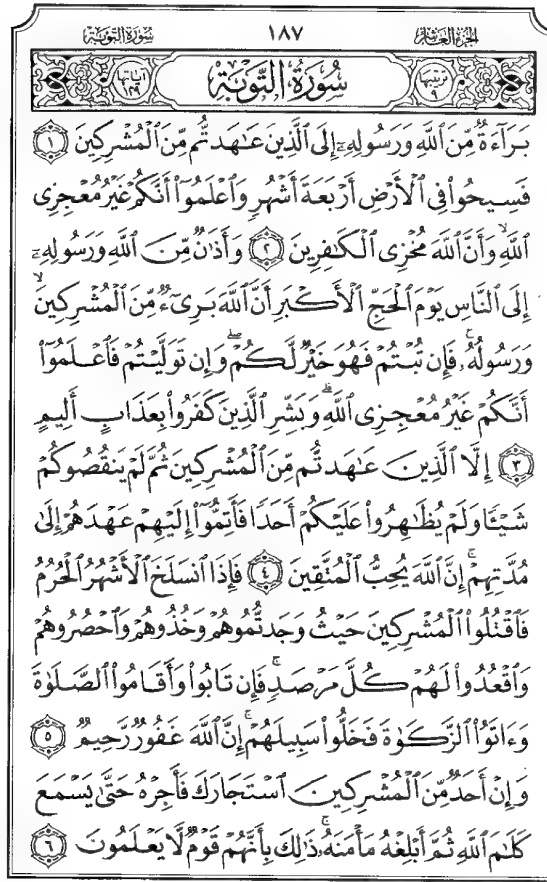 سورة التوبة ١٨٧ الجزء العاشر
آياتها ١٢٩ سُورَةُ التَّوْبَةِ ترتيبها ٩
بَرَآءَةٌ مِّنَ ٱللَّهِ وَرَسُولِهِۦٓ إِلَى ٱلَّذِينَ عَٰهَدتُّم مِّنَ ٱلْمُشْرِكِينَ ١
فَسِيحُوا۟ فِى ٱلْأَرْضِ أَرْبَعَةَ أَشْهُرٍ وَٱعْلَمُوٓا۟ أَنَّكُمْ غَيْرُ مُعْجِزِى
ٱللَّهِ ۙ وَأَنَّ ٱللَّهَ مُخْزِى ٱلْكَٰفِرِينَ ٢ وَأَذَٰنٌ مِّنَ ٱللَّهِ وَرَسُولِهِۦٓ
إِلَى ٱلنَّاسِ يَوْمَ ٱلْحَجِّ ٱلْأَكْبَرِ أَنَّ ٱللَّهَ بَرِىٓءٌ مِّنَ ٱلْمُشْرِكِينَ ۙ
وَرَسُولُهُۥ ۚ فَإِن تُبْتُمْ فَهُوَ خَيْرٌ لَّكُمْ ۖ وَإِن تَوَلَّيْتُمْ فَٱعْلَمُوٓا۟
أَنَّكُمْ غَيْرُ مُعْجِزِى ٱللَّهِ ۗ وَبَشِّرِ ٱلَّذِينَ كَفَرُوا۟ بِعَذَابٍ أَلِيمٍ
٣ إِلَّا ٱلَّذِينَ عَٰهَدتُّم مِّنَ ٱلْمُشْرِكِينَ ثُمَّ لَمْ يَنقُصُوكُمْ
شَيْـًٔا وَلَمْ يُظَٰهِرُوا۟ عَلَيْكُمْ أَحَدًا فَأَتِمُّوٓا۟ إِلَيْهِمْ عَهْدَهُمْ إِلَىٰ
مُدَّتِهِمْ ۚ إِنَّ ٱللَّهَ يُحِبُّ ٱلْمُتَّقِينَ ٤ فَإِذَا ٱنسَلَخَ ٱلْأَشْهُرُ ٱلْحُرُمُ
فَٱقْتُلُوا۟ ٱلْمُشْرِكِينَ حَيْثُ وَجَدتُّمُوهُمْ وَخُذُوهُمْ وَٱحْصُرُوهُمْ
وَٱقْعُدُوا۟ لَهُمْ كُلَّ مَرْصَدٍ ۚ فَإِن تَابُوا۟ وَأَقَامُوا۟ ٱلصَّلَوٰةَ
وَءَاتَوُا۟ ٱلزَّكَوٰةَ فَخَلُّوا۟ سَبِيلَهُمْ ۚ إِنَّ ٱللَّهَ غَفُورٌ رَّحِيمٌ ٥
وَإِنْ أَحَدٌ مِّنَ ٱلْمُشْرِكِينَ ٱسْتَجَارَكَ فَأَجِرْهُ حَتَّىٰ يَسْمَعَ
كَلَٰمَ ٱللَّهِ ثُمَّ أَبْلِغْهُ مَأْمَنَهُۥ ۚ ذَٰلِكَ بِأَنَّهُمْ قَوْمٌ لَّا يَعْلَمُونَ ٦